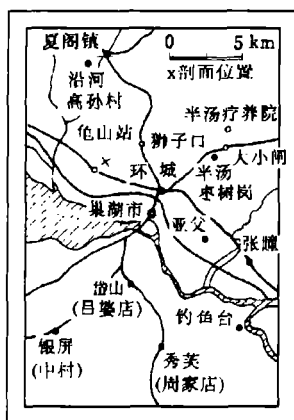 夏阁镇
0 5 km
x剖面位置
沿河
高孙村
半汤疗养院
龟山站
狮子口
大小闸
x
环城
半汤
枣树岗
巢湖市
亚父
张疃
岱山
(吕婆店)
钓鱼台
银屏
(中村)
秀芙
(周家店)